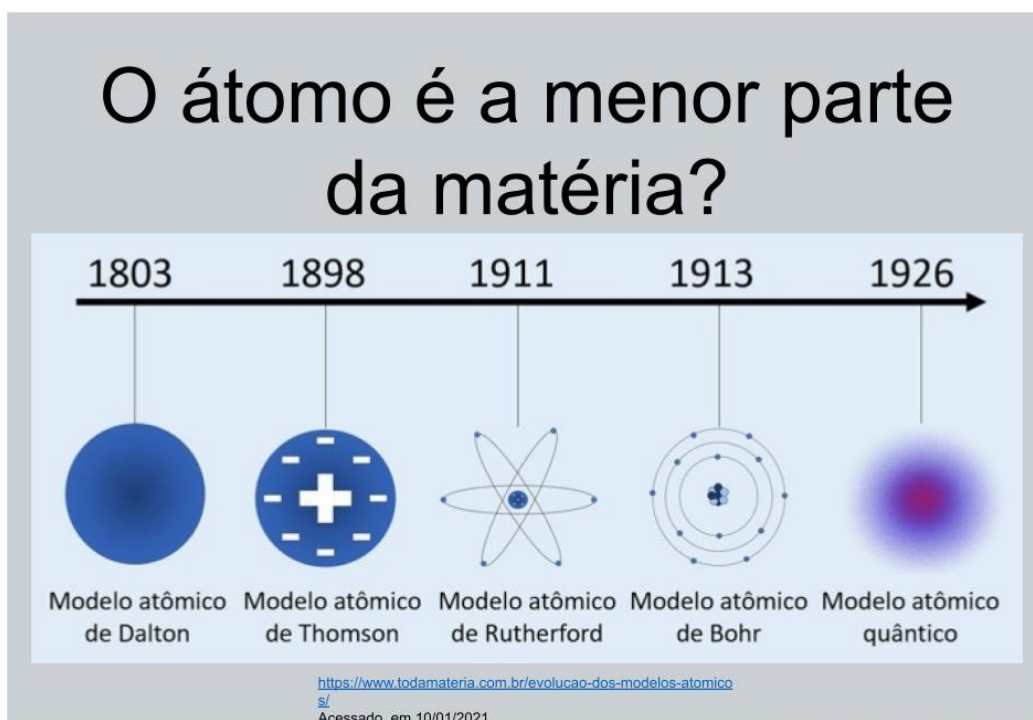 O átomo é a menor parte
da matéria?
1803 1898 1911 1913 1926
Modelo atômico de Dalton
Modelo atômico de Thomson
Modelo atômico de Rutherford
Modelo atômico de Bohr
Modelo atômico quântico
https://www.todamateria.com.br/evolucao-dos-modelos-atomico
s/
Acessado em 10/01/2021